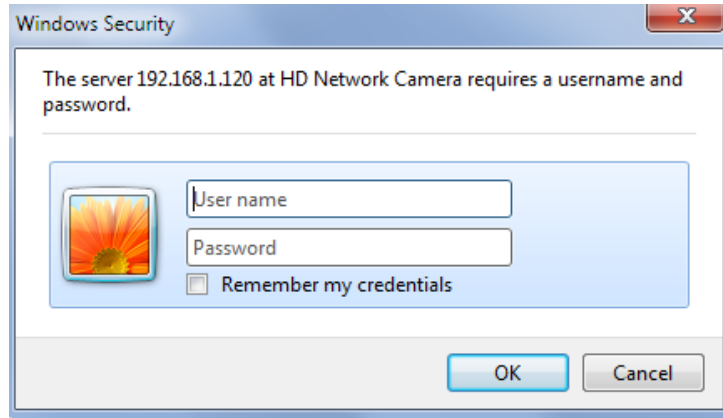 Windows Security
The server 192.168.1.120 at HD Network Camera requires a username and
password.
User name
Password
Remember my credentials
OK
Cancel